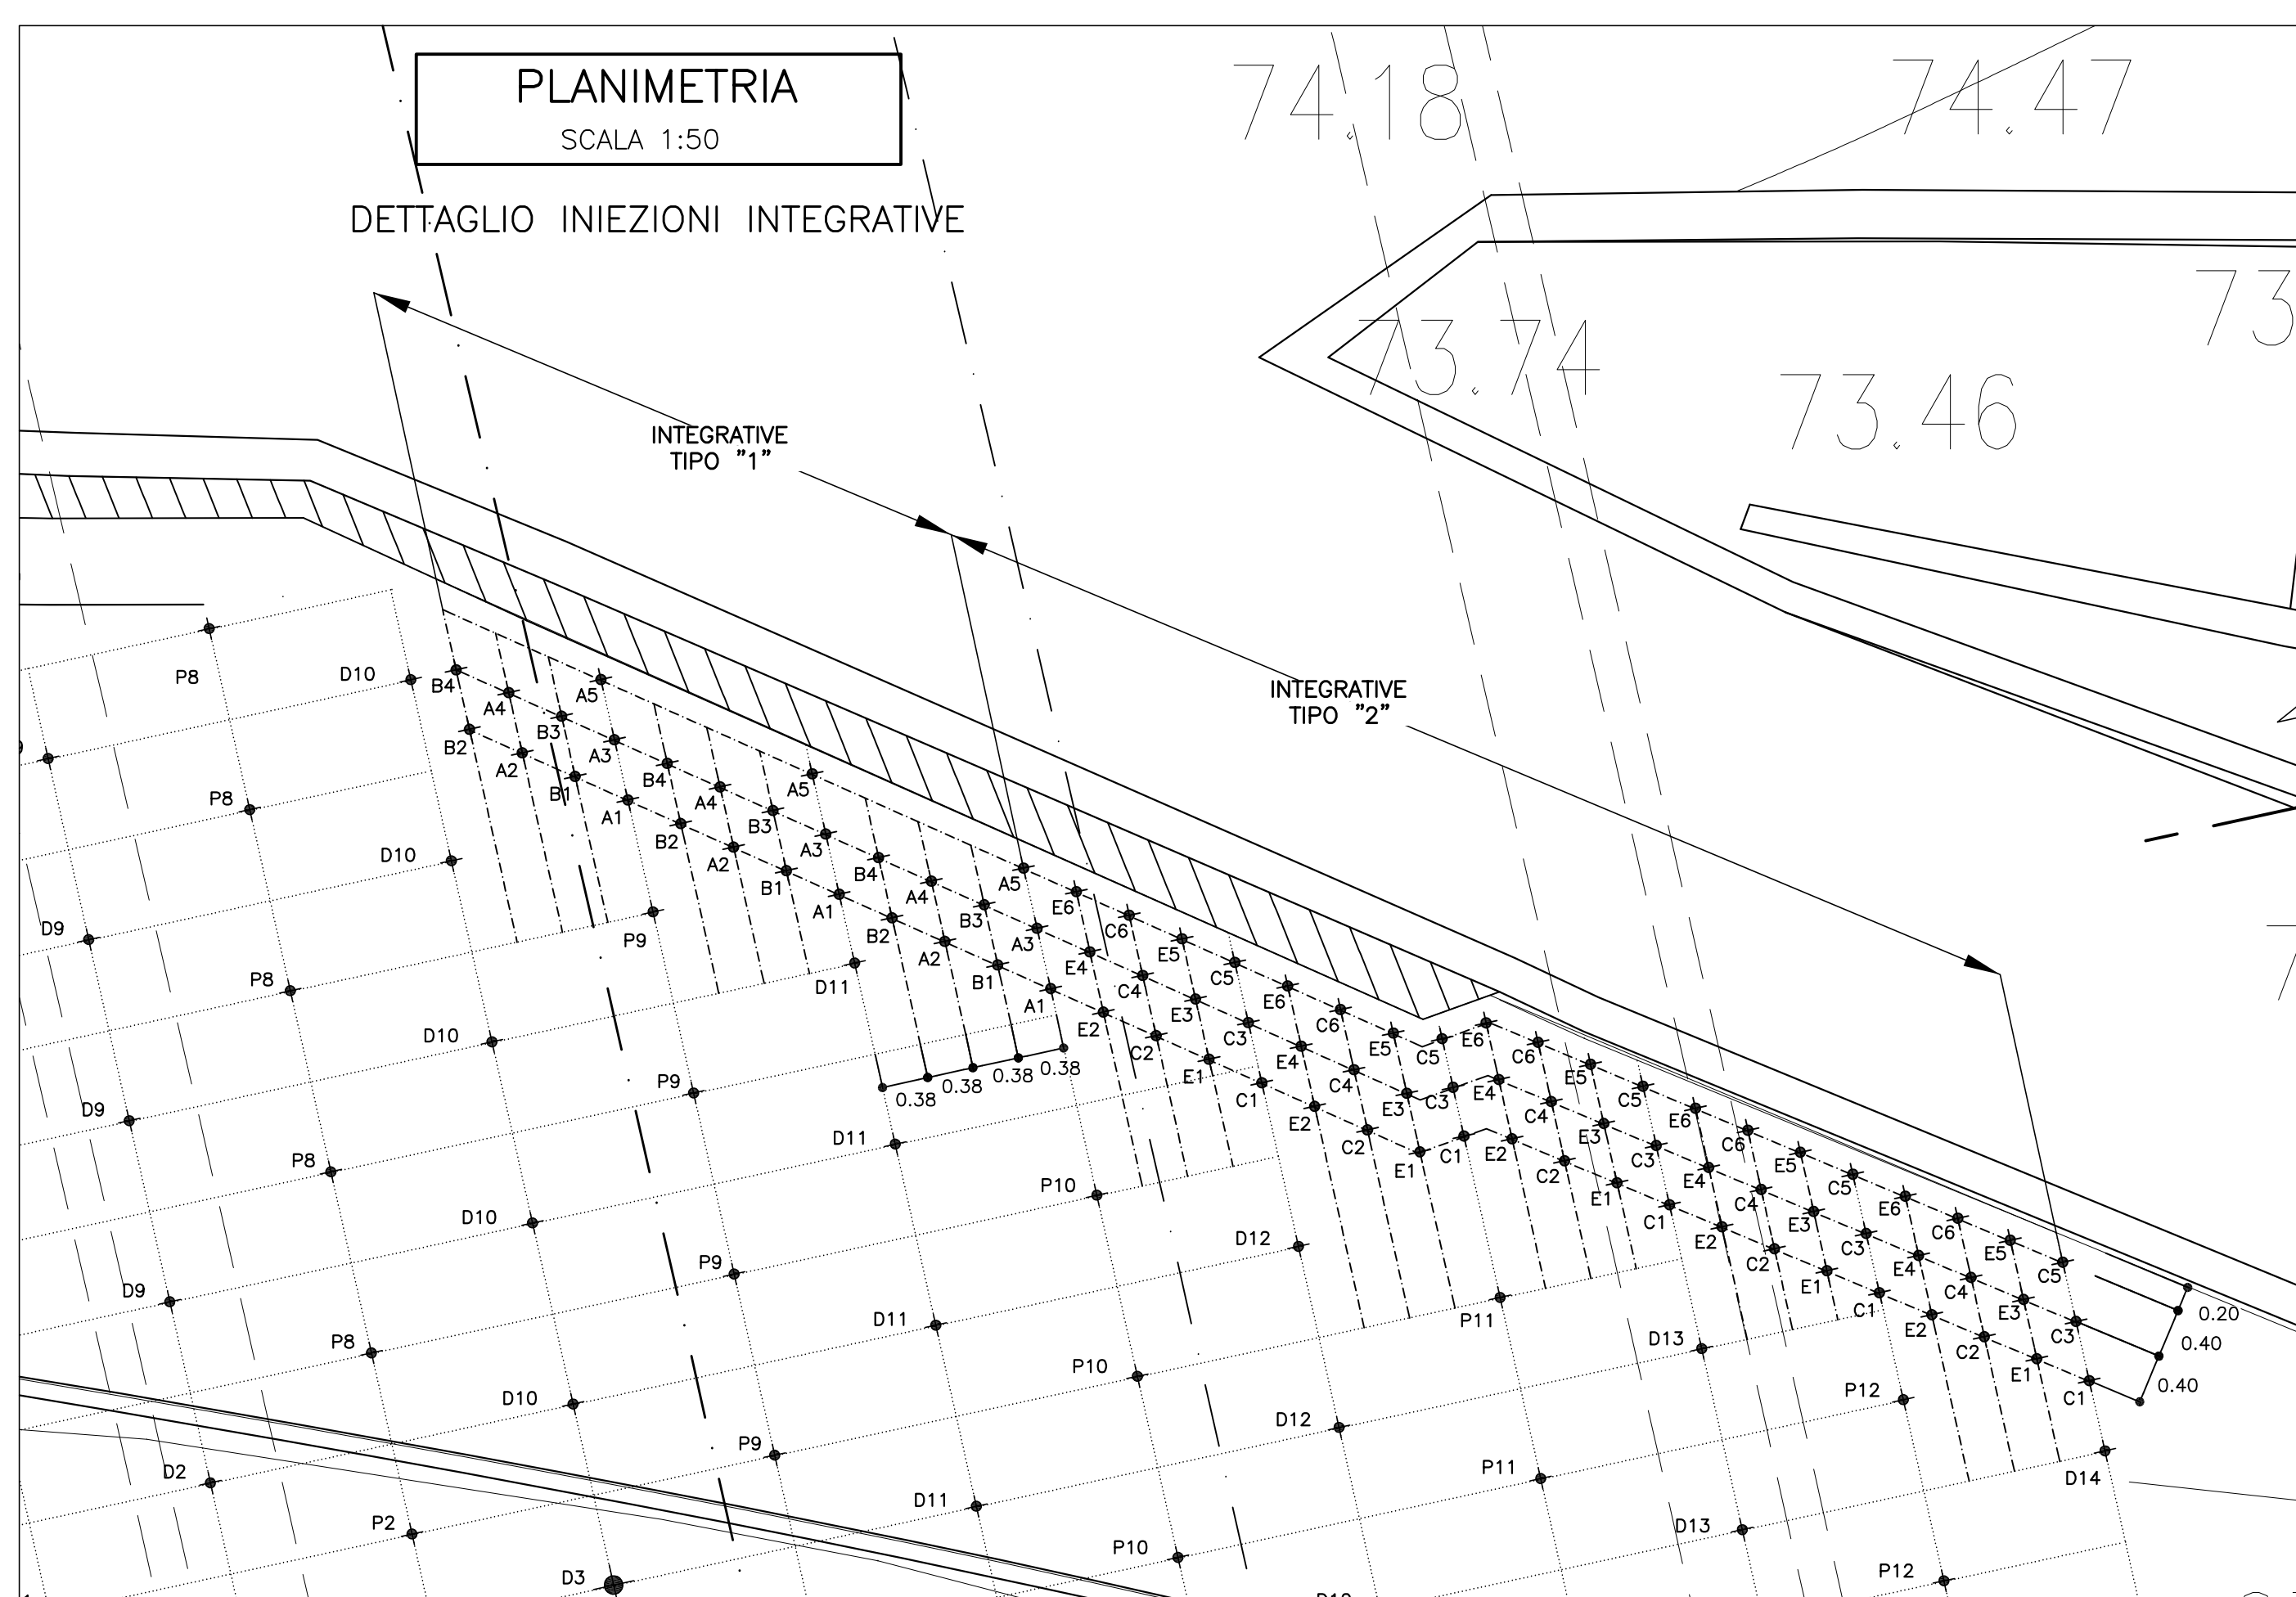 PLANIMETRIA
SCALA 1:50
DETTAGLIO INIEZIONI INTEGRATIVE
74.18
74.47
73.74
73.46
73
INTEGRATIVE
TIPO "1"
INTEGRATIVE
TIPO "2"
P8
D10
B4
A4
A5
B3
B2
A2
A3
B1
B4
A4
A5
P8
A1
B2
B3
A3
A2
B4
D10
B1
A4
A5
A1
B3
E6
D9
P9
B2
A3
C6
A2
E4
E5
P8
D11
B1
C4
C5
A1
E3
E6
E2
C3
C6
D10
C2
E4
E5
C5
E6
C6
E1
C4
E5
P9
0.38
0.38
0.38
0.38
C1
E3
C3
E4
C5
D9
E2
C4
E6
D11
C2
E3
C6
P8
E1
C1
E2
C3
E5
C2
E4
C5
P10
E1
C4
E6
D10
C1
E3
C6
D12
E2
C3
E5
P9
C2
E4
C5
D9
E1
C4
0.20
D11
P11
C1
E3
C3
0.40
P8
D13
E2
C2
E1
0.40
P10
P12
C1
D10
D12
P9
P11
D2
D14
D11
P2
D13
P10
P12
D3